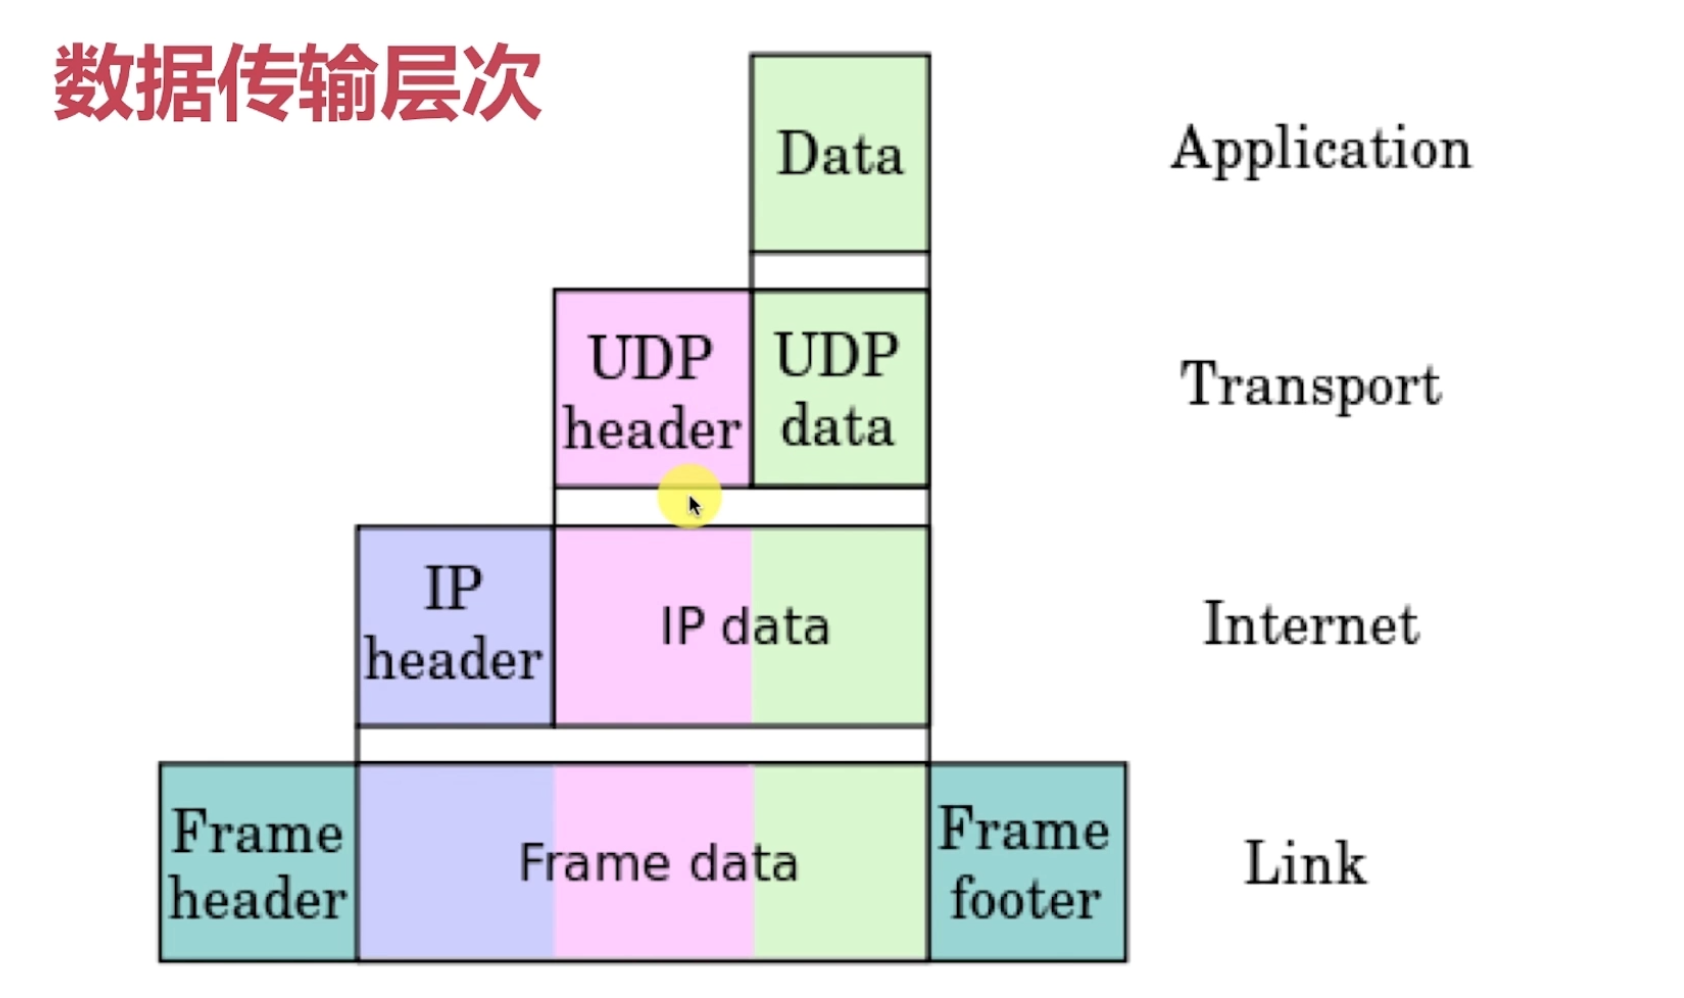 数据传输层次
Data
Application
UDP
header
UDP
data
Transport
IP
header
IP data
Internet
Frame
header
Frame data
Frame
footer
Link